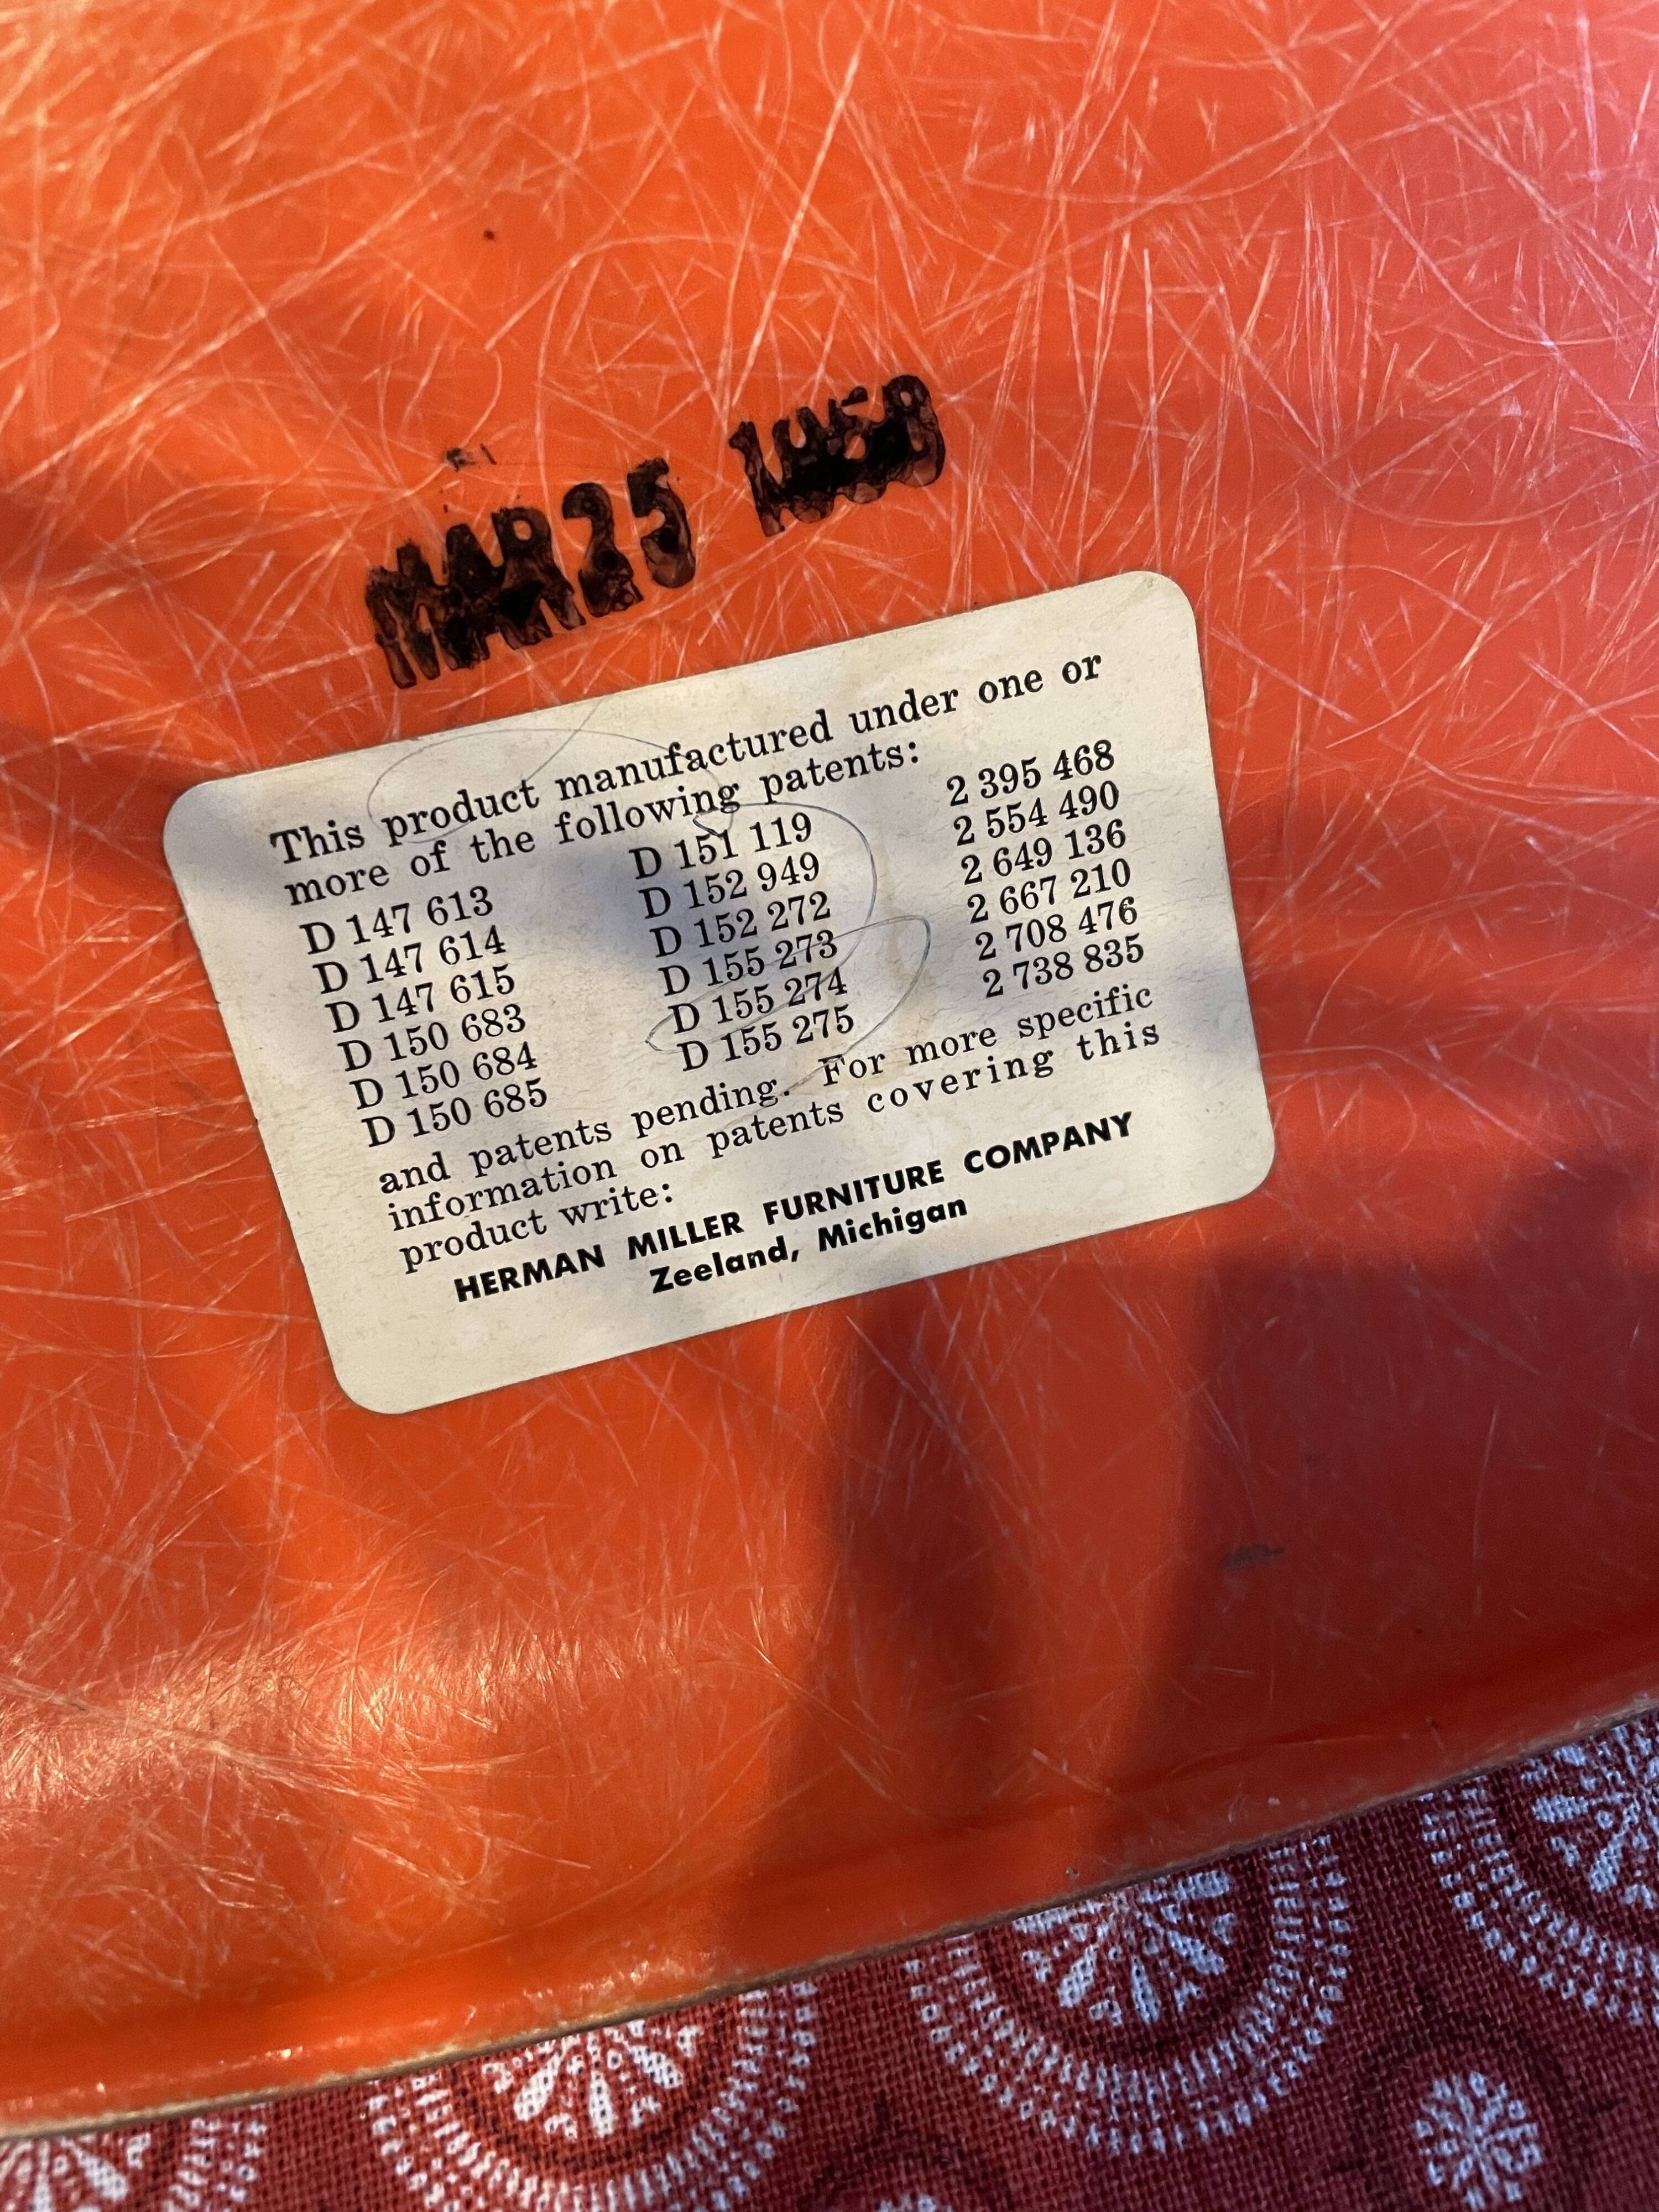 MAR 25 1958
This product manufactured under one or
more of the following patents:
D 147 613 D 151 119 2 395 468
D 147 614 D 152 949 2 554 490
D 147 615 D 152 272 2 649 136
D 150 683 D 155 273 2 667 210
D 150 684 D 155 274 2 708 476
D 150 685 D 155 275 2 738 835
and patents pending. For more specific
information on patents covering this
product write:
HERMAN MILLER FURNITURE COMPANY
Zeeland, Michigan